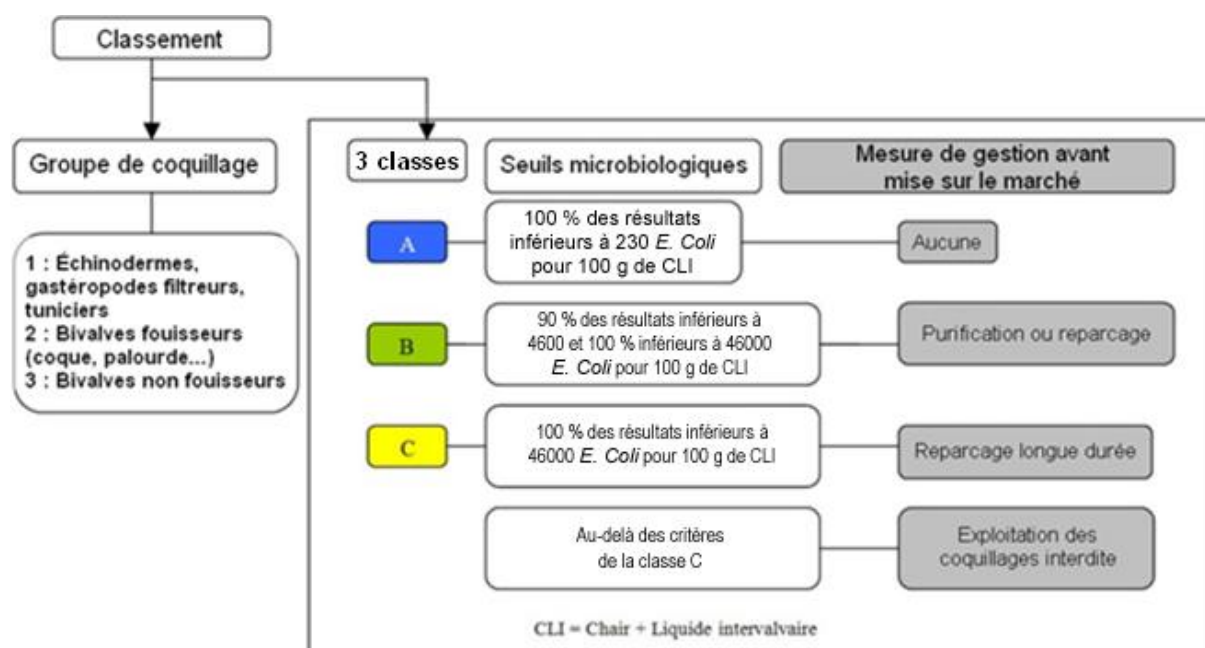 Classement
Groupe de coquillage
1 : Échinodermes,
gastéropodes filtreurs,
tuniciers
2 : Bivalves fouisseurs
(coque, palourde...)
3 : Bivalves non fouisseurs
3 classes
Seuils microbiologiques
Mesure de gestion avant
mise sur le marché
A
100 % des résultats
inférieurs à 230 E. Coli
pour 100 g de CLI
Aucune
B
90 % des résultats inférieurs à
4600 et 100 % inférieurs à 46000
E. Coli pour 100 g de CLI
Purification ou reparcage
C
100 % des résultats inférieurs à
46000 E. Coli pour 100 g de CLI
Reparcage longue durée
Au-delà des critères
de la classe C
Exploitation des
coquillages interdite
CLI = Chair + Liquide intervalvaire